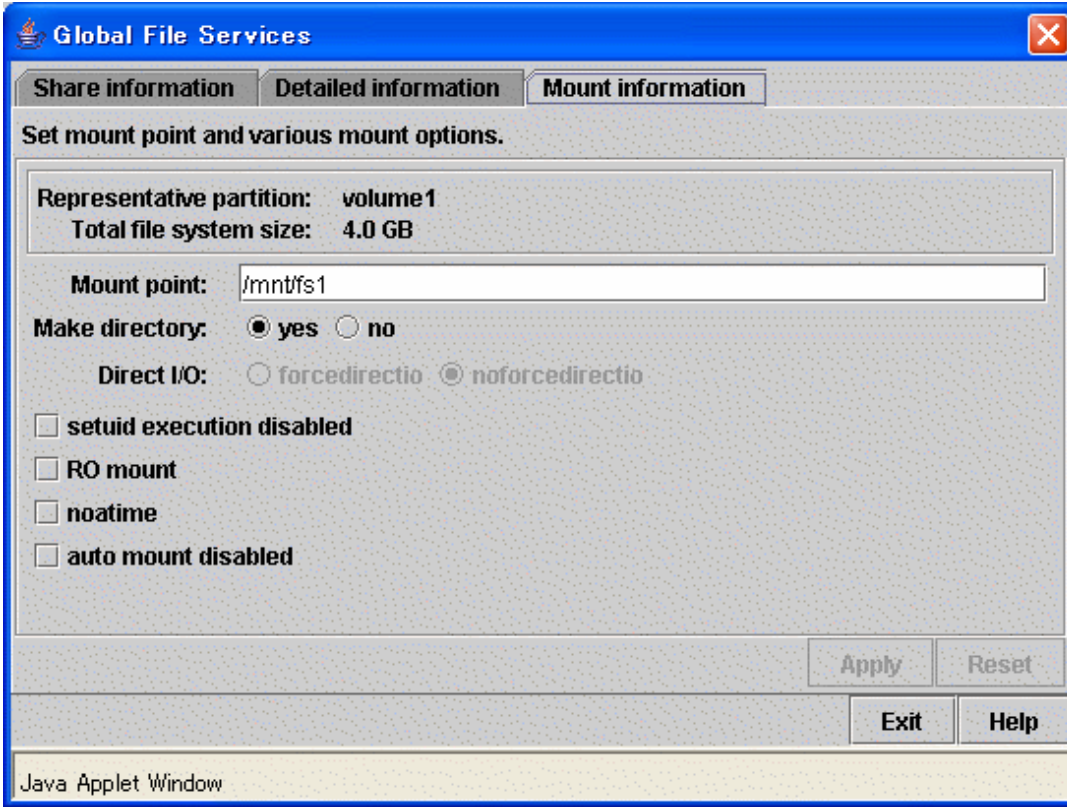 Global File Services
Share information Detailed information Mount information
Set mount point and various mount options.
Representative partition: volume1
Total file system size: 4.0 GB
Mount point: /mnt/fs1
Make directory: yes no
Direct I/O: forcedirectio noforcedirectio
setuid execution disabled
RO mount
noatime
auto mount disabled
Apply Reset
Exit Help
Java Applet Window